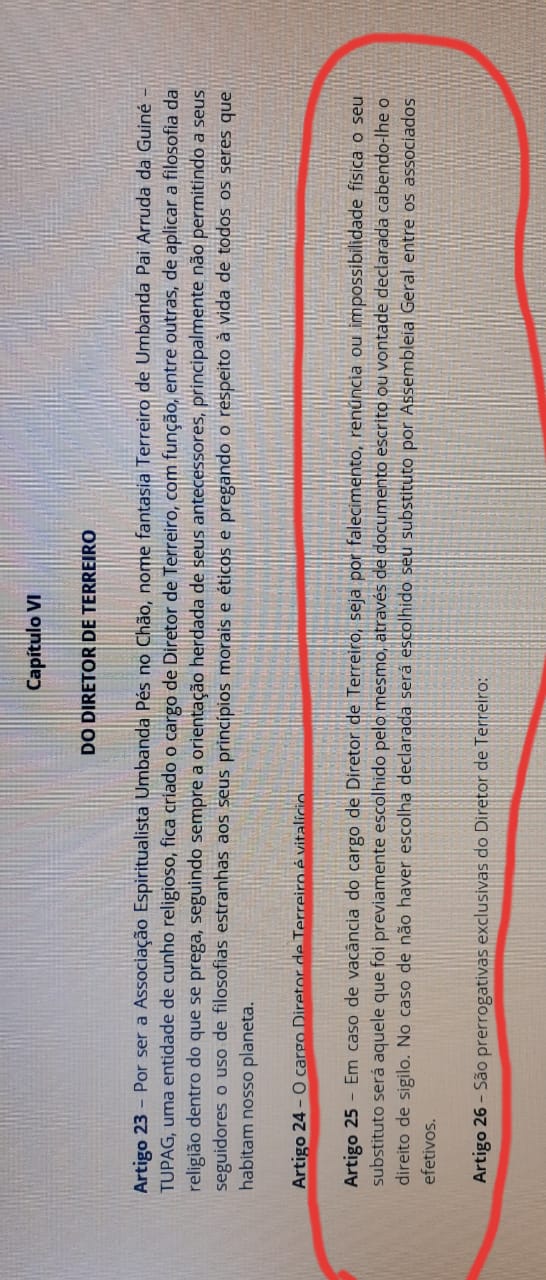 Capítulo VI
DO DIRETOR DE TERREIRO
Artigo 23 – Por ser a Associação Espiritualista Umbanda Pés no Chão, nome fantasia Terreiro de Umbanda Pai Arruda da Guiné –
TUPAG, uma entidade de cunho religioso, fica criado o cargo de Diretor de Terreiro, com função, entre outras, de aplicar a filosofia da
religião dentro do que se prega, seguindo sempre a orientação herdada de seus antecessores, principalmente não permitindo a seus
seguidores o uso de filosofias estranhas aos seus princípios morais e éticos e pregando o respeito à vida de todos os seres que
habitam nosso planeta.
Artigo 24 – O cargo Diretor de Terreiro é vitalício
Artigo 25 – Em caso de vacância do cargo de Diretor de Terreiro, seja por falecimento, renúncia ou impossibilidade física o seu
substituto será aquele que foi previamente escolhido pelo mesmo, através de documento escrito ou vontade declarada cabendo-lhe o
direito de sigilo. No caso de não haver escolha declarada será escolhido seu substituto por Assembleia Geral entre os associados
efetivos.
Artigo 26 – São prerrogativas exclusivas do Diretor de Terreiro: